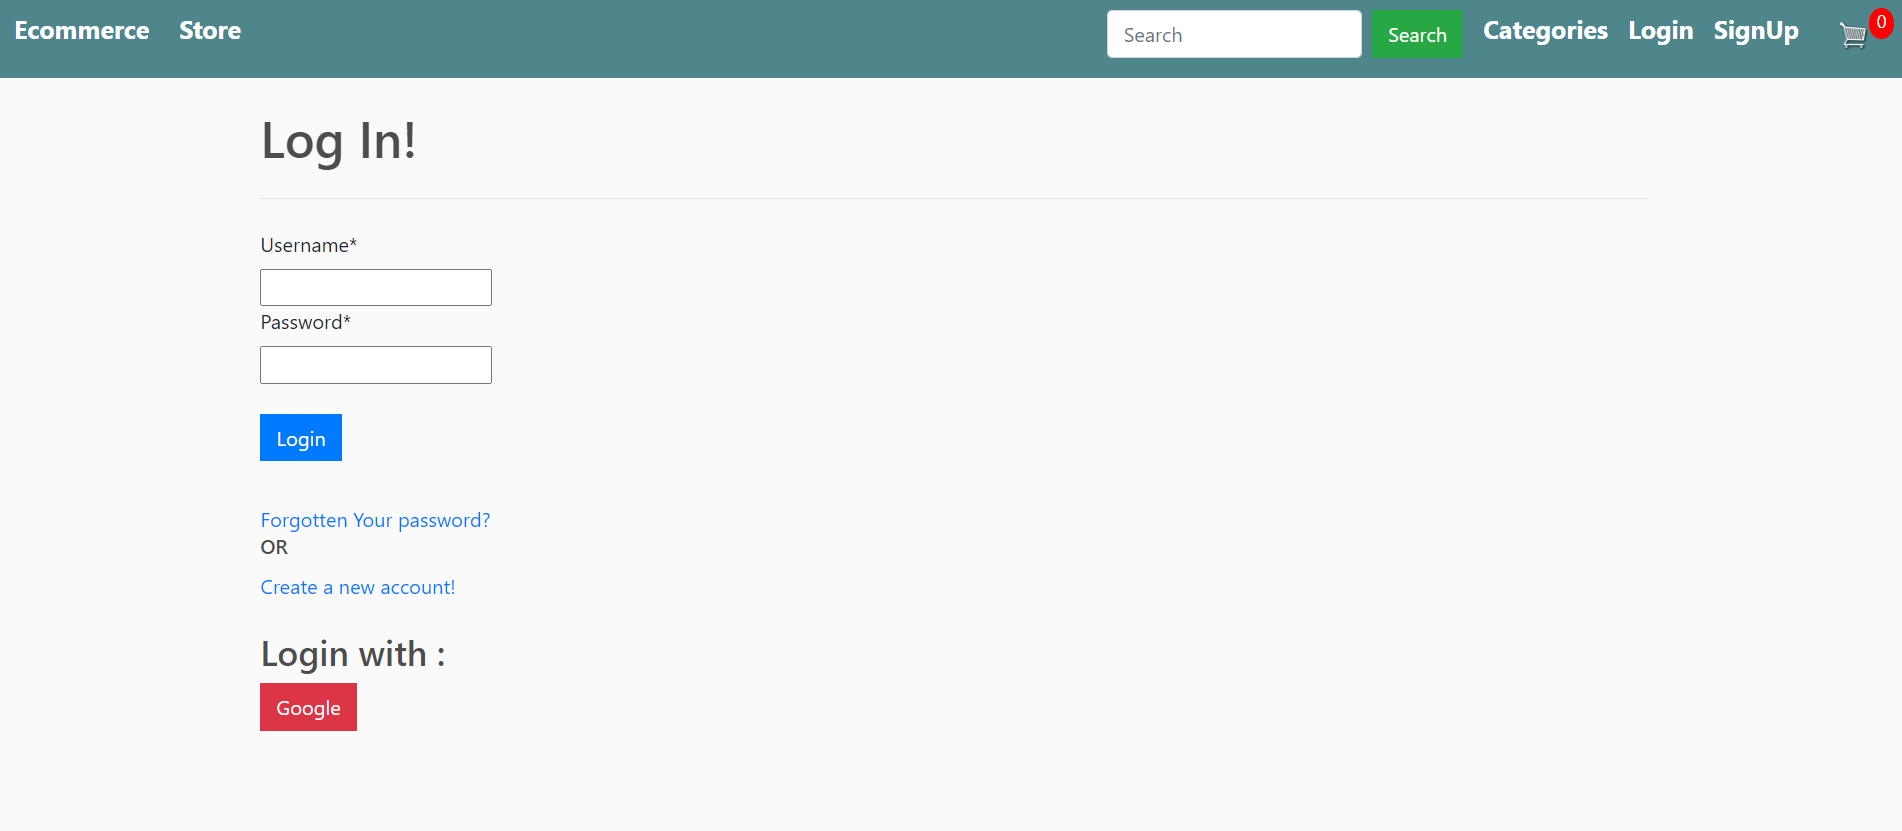 Ecommerce Store Search Search Categories Login SignUp 0
Log In!
Username*
Password*
Login
Forgotten Your password?
OR
Create a new account!
Login with :
Google